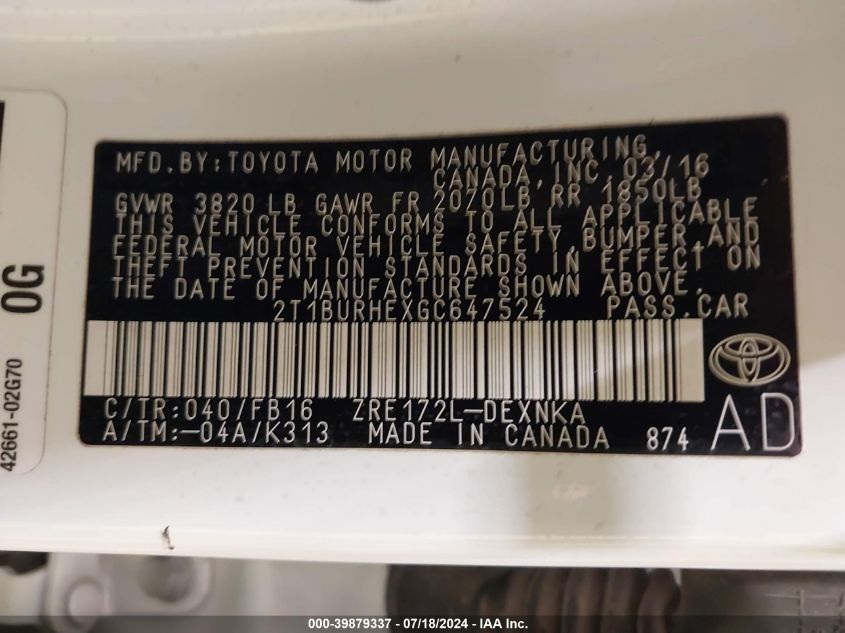 MFD.BY:TOYOTA MOTOR MANUFACTURING,
CANADA,INC.03/16
GVWR 3820 LB GAWR FR 2070LB RR 1850LB
THIS VEHICLE CONFORMS TO ALL APPLICABLE
FEDERAL MOTOR VEHICLE SAFETY,BUMPER,AND
THEFT PREVENTION STANDARDS IN EFFECT ON
THE DATE OF MANUFACTURE SHOWN ABOVE.
2T1BURHEXGC647524 PASS.CAR
C/TR:040/FB16 ZRE172L-DEXNKA
A/TM:-04A/K313 MADE IN CANADA 874 AD
0G
42661-02G70
000-39879337 - 07/18/2024 - IAA Inc.